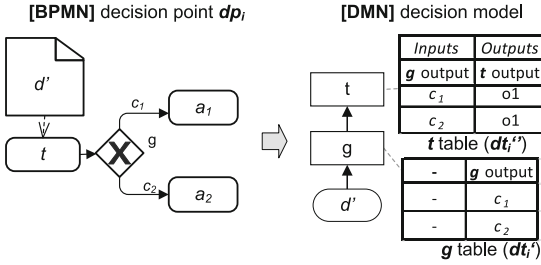 [BPMN] decision point dpi
[DMN] decision model
d'
t
X
g
c1
a1
c2
a2
t
g
d'
Inputs Outputs
g output t output
c1 o1
c2 o1
t table (dti'')
- g output
- c1
- c2
g table (dti')